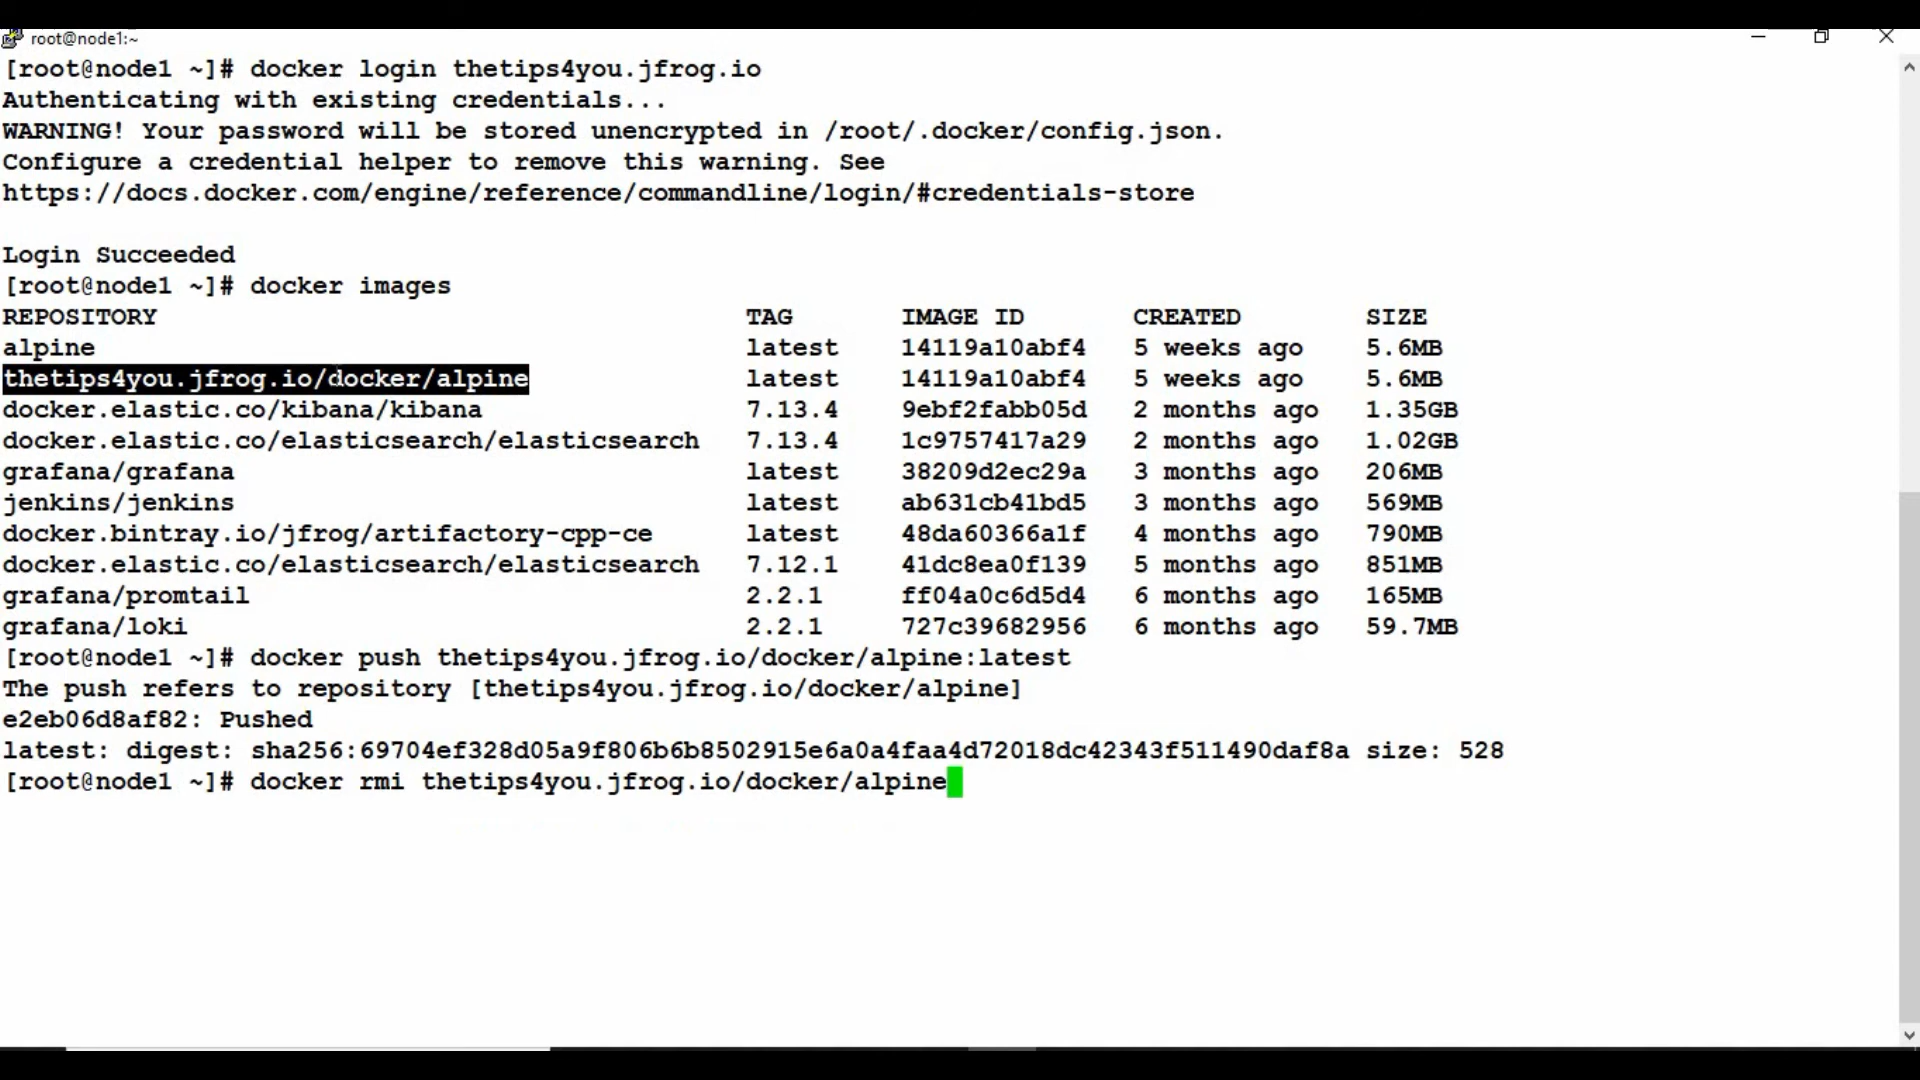 root@node1:~
[root@node1 ~]# docker login thetips4you.jfrog.io
Authenticating with existing credentials...
WARNING! Your password will be stored unencrypted in /root/.docker/config.json.
Configure a credential helper to remove this warning. See
https://docs.docker.com/engine/reference/commandline/login/#credentials-store
Login Succeeded
[root@node1 ~]# docker images
REPOSITORY TAG IMAGE ID CREATED SIZE
alpine latest 14119a10abf4 5 weeks ago 5.6MB
thetips4you.jfrog.io/docker/alpine latest 14119a10abf4 5 weeks ago 5.6MB
docker.elastic.co/kibana/kibana 7.13.4 9ebf2fabb05d 2 months ago 1.35GB
docker.elastic.co/elasticsearch/elasticsearch 7.13.4 1c9757417a29 2 months ago 1.02GB
grafana/grafana latest 38209d2ec29a 3 months ago 206MB
jenkins/jenkins latest ab631cb41bd5 3 months ago 569MB
docker.bintray.io/jfrog/artifactory-cpp-ce latest 48da60366a1f 4 months ago 790MB
docker.elastic.co/elasticsearch/elasticsearch 7.12.1 41dc8ea0f139 5 months ago 851MB
grafana/promtail 2.2.1 ff04a0c6d5d4 6 months ago 165MB
grafana/loki 2.2.1 727c39682956 6 months ago 59.7MB
[root@node1 ~]# docker push thetips4you.jfrog.io/docker/alpine:latest
The push refers to repository [thetips4you.jfrog.io/docker/alpine]
e2eb06d8af82: Pushed
latest: digest: sha256:69704ef328d05a9f806b6b8502915e6a0a4faa4d72018dc42343f511490daf8a size: 528
[root@node1 ~]# docker rmi thetips4you.jfrog.io/docker/alpine